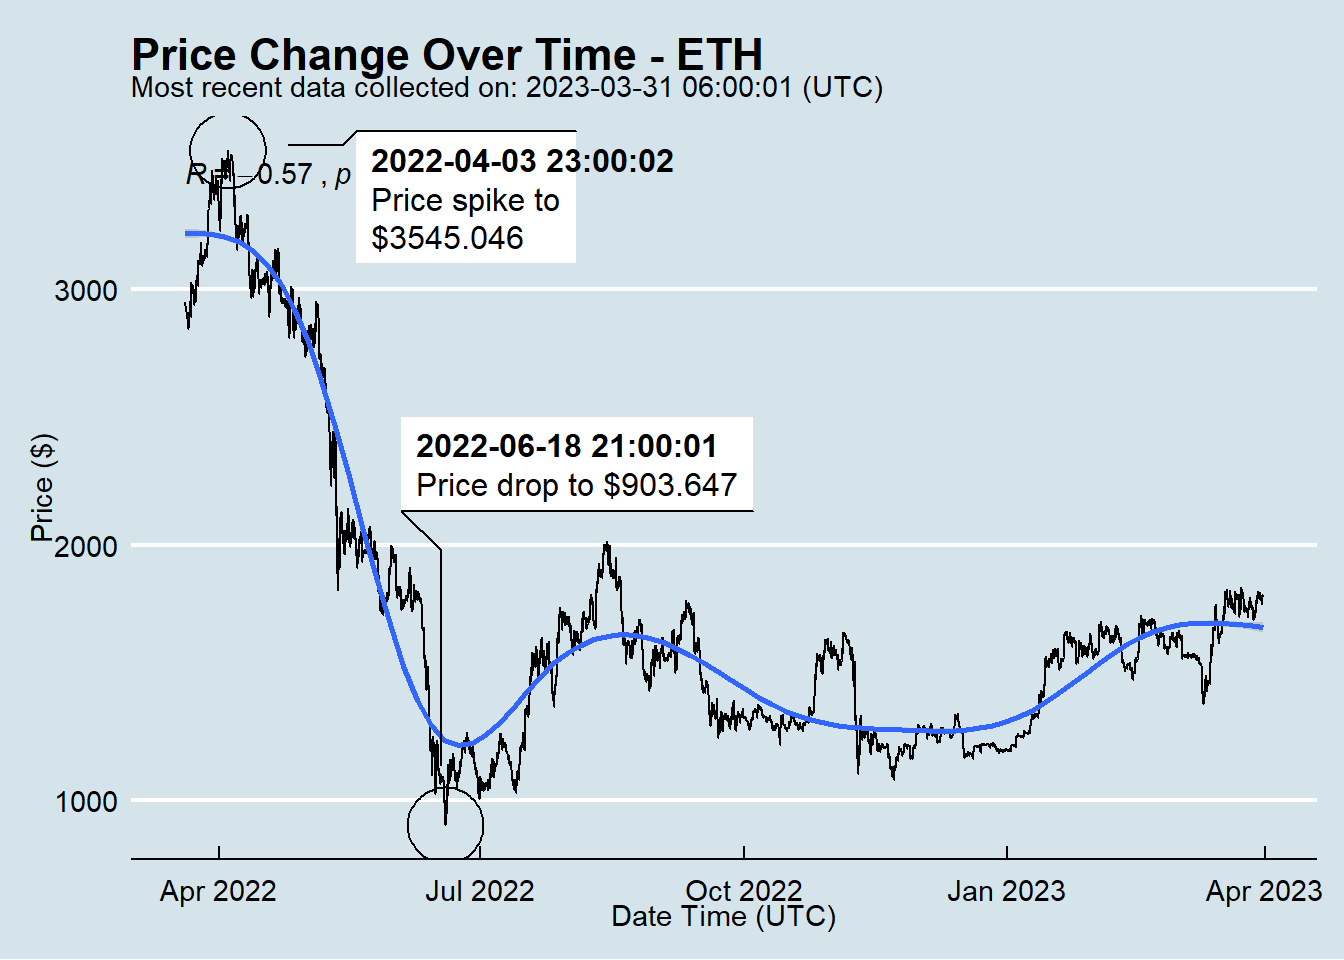 Price Change Over Time - ETH
Most recent data collected on: 2023-03-31 06:00:01 (UTC)
2022-04-03 23:00:02
Price spike to
$3545.046
R = −0.57 , p
3000
2022-06-18 21:00:01
Price drop to $903.647
Price ($)
2000
1000
Apr 2022
Jul 2022
Oct 2022
Jan 2023
Apr 2023
Date Time (UTC)